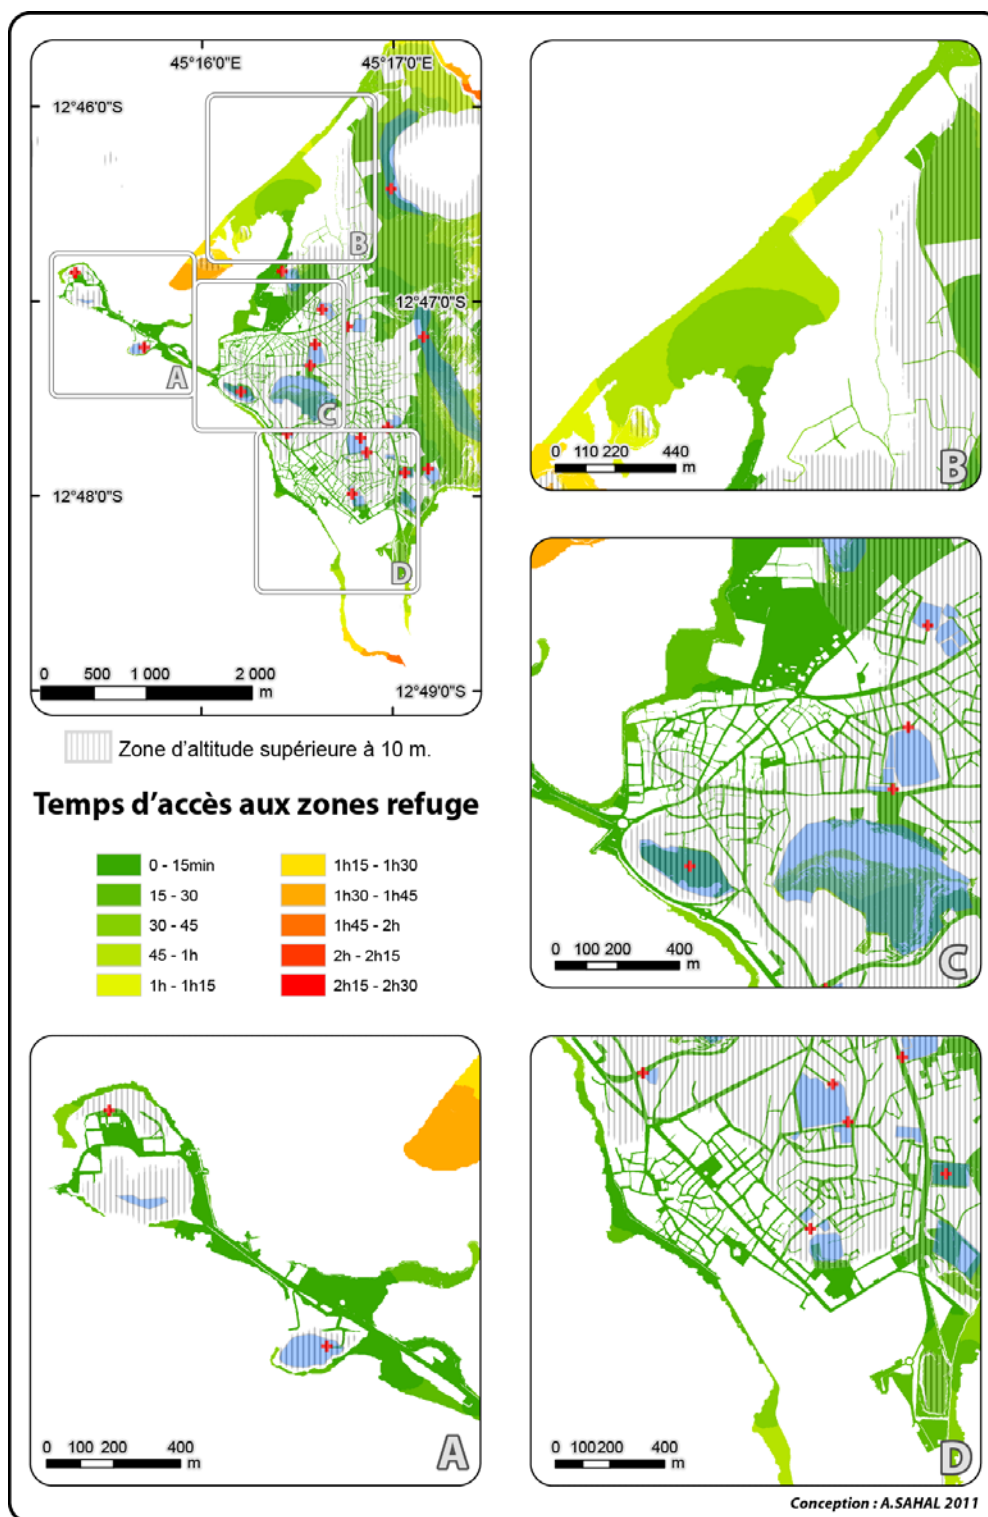 45°16'0"E 45°17'0"E
12°46'0"S
B
12°47'0"S
A
C
12°48'0"S
D
0 500 1 000 2 000
m
12°49'0"S
Zone d'altitude supérieure à 10 m.
Temps d'accès aux zones refuge
0 - 15min
15 - 30
30 - 45
45 - 1h
1h - 1h15
1h15 - 1h30
1h30 - 1h45
1h45 - 2h
2h - 2h15
2h15 - 2h30
0 110 220 440
m
B
0 100 200 400
m
C
0 100 200 400
m
A
0 100 200 400
m
D
Conception : A.SAHAL 2011